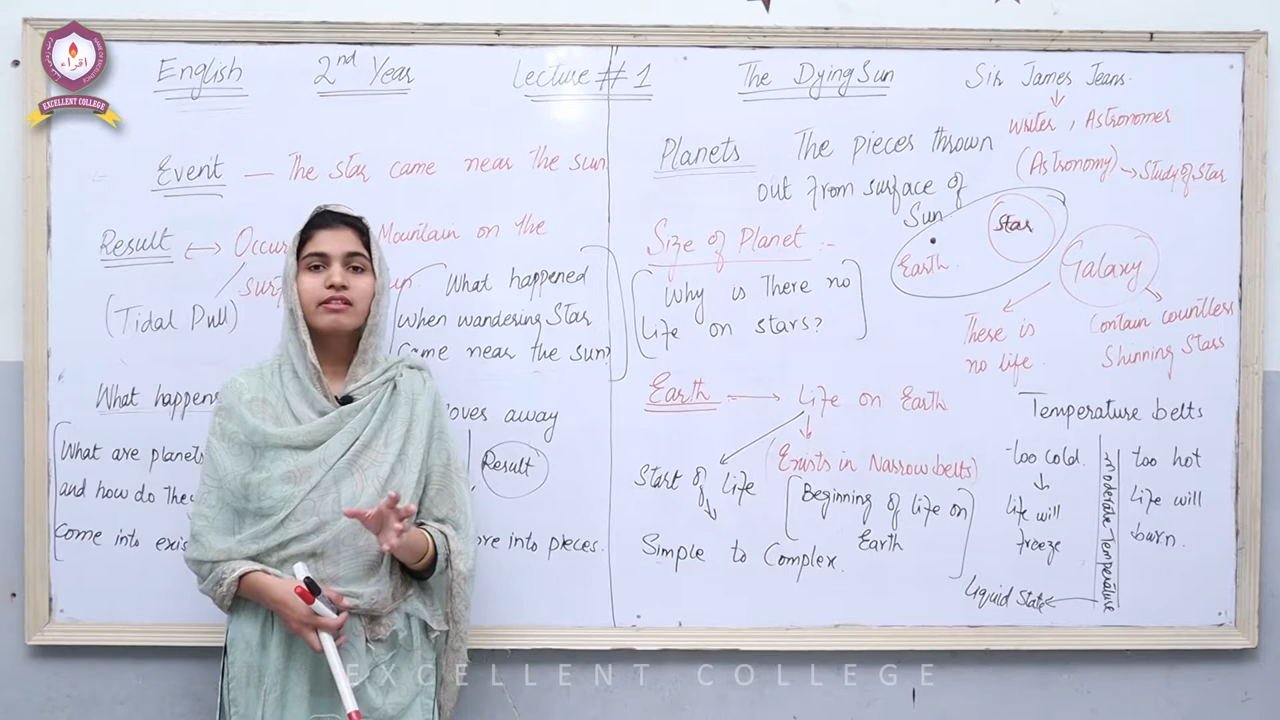 English 2nd Year Lecture # 1 The Dying Sun Sir James Jeans.
writer, Astronomer
(Astronomy) → Study of Star
Event — The star came near the sun
Result ↔ Occur Mountain on the
(Tidal Pull)
What happened
when wandering Star
Came near the sun?
What happens
oves away
What are planets
and how do they
Come into exis
Result
ore into pieces.
Planets The pieces thrown
out from surface of
Sun
Star
Earth.
Galaxy
Size of Planet :-
Why is There no
Life on stars?
There is
no life.
Contain countless
Shinning Stars
Earth :- → Life on Earth
(Exists in Narrow belts)
Start of Life
Simple to Complex.
Beginning of life on
Earth
Temperature belts
too cold.
Life will
freeze
moderate Temperature
too hot
Life will
burn.
Liquid State
EXCELLENT COLLEGE
اقراء
EXCELLENT COLLEGE